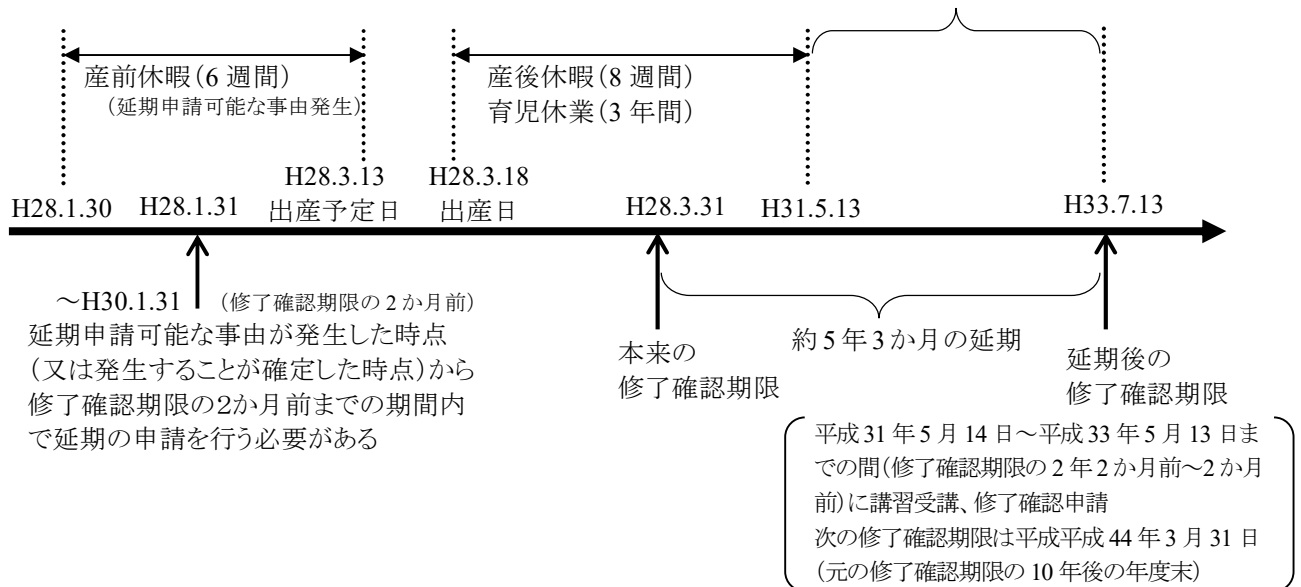 産前休暇(6 週間)
(延期申請可能な事由発生)
産後休暇(8 週間)
育児休業(3 年間)
H28.1.30
H28.1.31
H28.3.13
出産予定日
H28.3.18
出産日
H28.3.31
H31.5.13
H33.7.13
～H30.1.31
(修了確認期限の 2 か月前)
延期申請可能な事由が発生した時点
(又は発生することが確定した時点)から
修了確認期限の2か月前までの期間内
で延期の申請を行う必要がある
本来の
修了確認期限
約 5 年 3 か月の延期
延期後の
修了確認期限
平成 31 年 5 月 14 日～平成 33 年 5 月 13 日ま
での間(修了確認期限の 2 年 2 か月前～2 か月
前)に講習受講、修了確認申請
次の修了確認期限は平成平成 44 年 3 月 31 日
(元の修了確認期限の 10 年後の年度末)